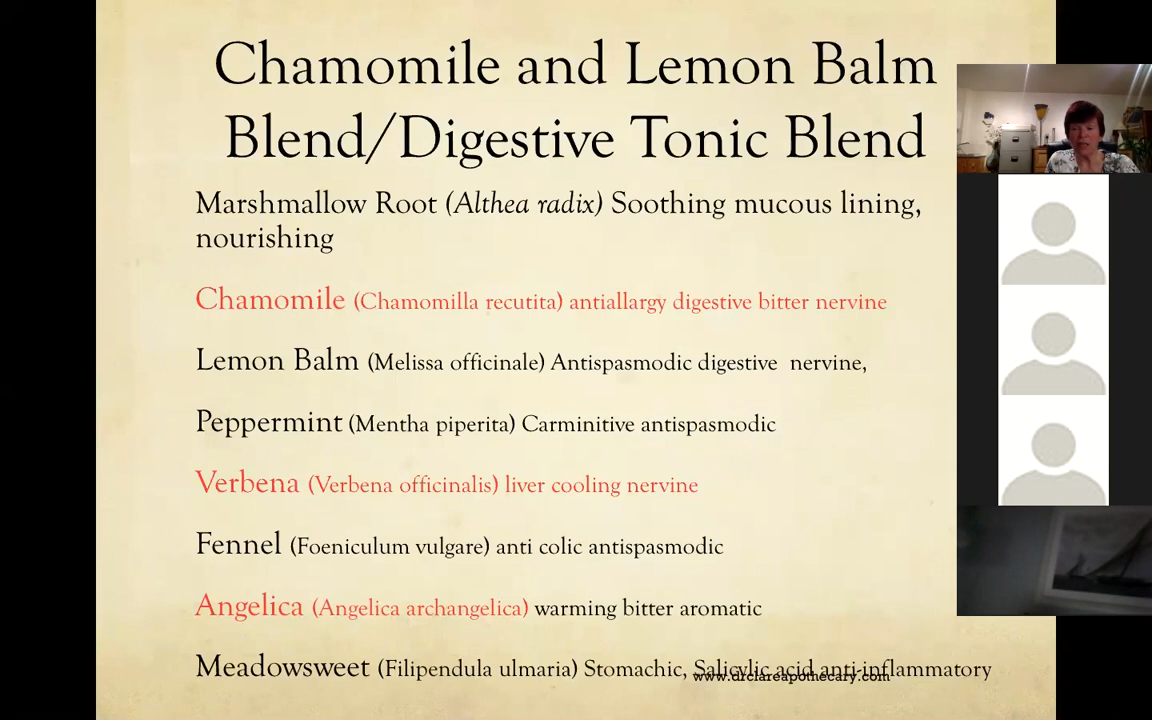 Chamomile and Lemon Balm
Blend/Digestive Tonic Blend
Marshmallow Root (Althea radix) Soothing mucous lining,
nourishing
Chamomile (Chamomilla recutita) antiallargy digestive bitter nervine
Lemon Balm (Melissa officinale) Antispasmodic digestive nervine,
Peppermint (Mentha piperita) Carminitive antispasmodic
Verbena (Verbena officinalis) liver cooling nervine
Fennel (Foeniculum vulgare) anti colic antispasmodic
Angelica (Angelica archangelica) warming bitter aromatic
Meadowsweet (Filipendula ulmaria) Stomachic, Salicylic acid anti-inflammatory
www.drclareapothecary.com